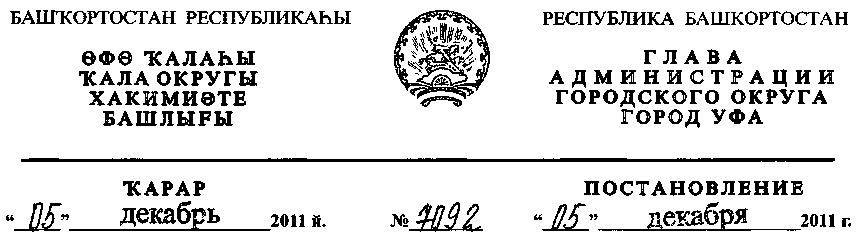 БАШҠОРТОСТАН РЕСПУБЛИКАҺЫ
ӨФӨ ҠАЛАҺЫ
ҠАЛА ОКРУГЫ
ХАКИМИӘТЕ
БАШЛЫҒЫ
РЕСПУБЛИКА БАШКОРТОСТАН
ГЛАВА
АДМИНИСТРАЦИИ
ГОРОДСКОГО ОКРУГА
ГОРОД УФА
ҠАРАР
ПОСТАНОВЛЕНИЕ
“05” декабрь 2011 й. № 7092 “05” декабря 2011 г.